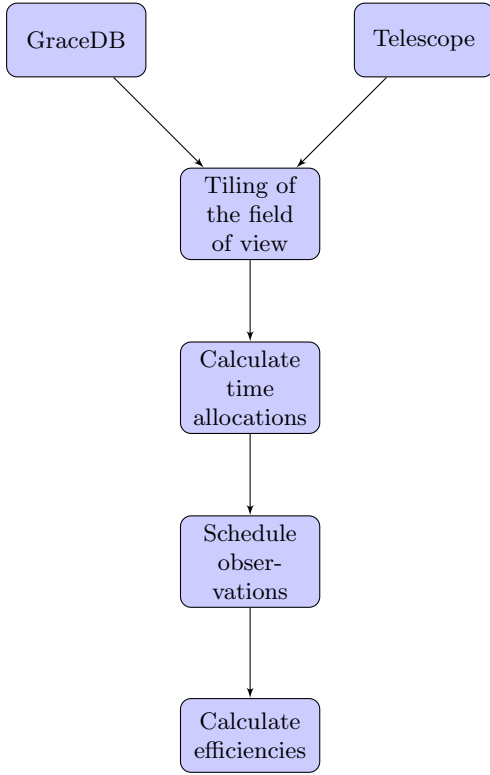 GraceDB
Telescope
Tiling of
the field
of view
Calculate
time
allocations
Schedule
obser-
vations
Calculate
efficiencies